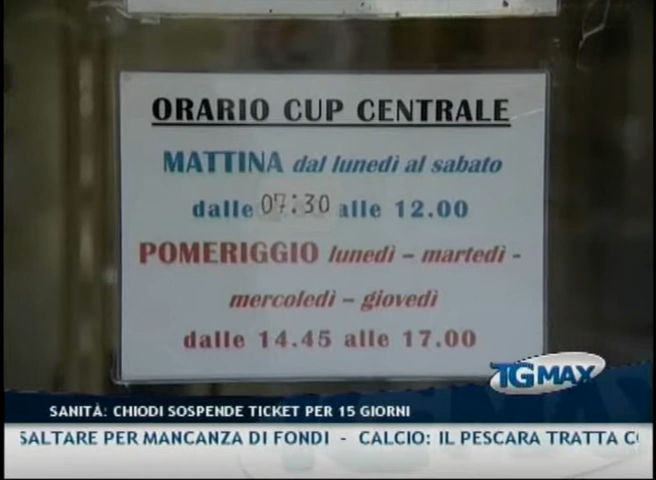 ORARIO CUP CENTRALE
MATTINA dal lunedì al sabato
dalle 07:30 alle 12.00
POMERIGGIO lunedì – martedì -
mercoledì – giovedì
dalle 14.45 alle 17.00
TGMAX
SANITÀ: CHIODI SOSPENDE TICKET PER 15 GIORNI
SALTARE PER MANCANZA DI FONDI - CALCIO: IL PESCARA TRATTA